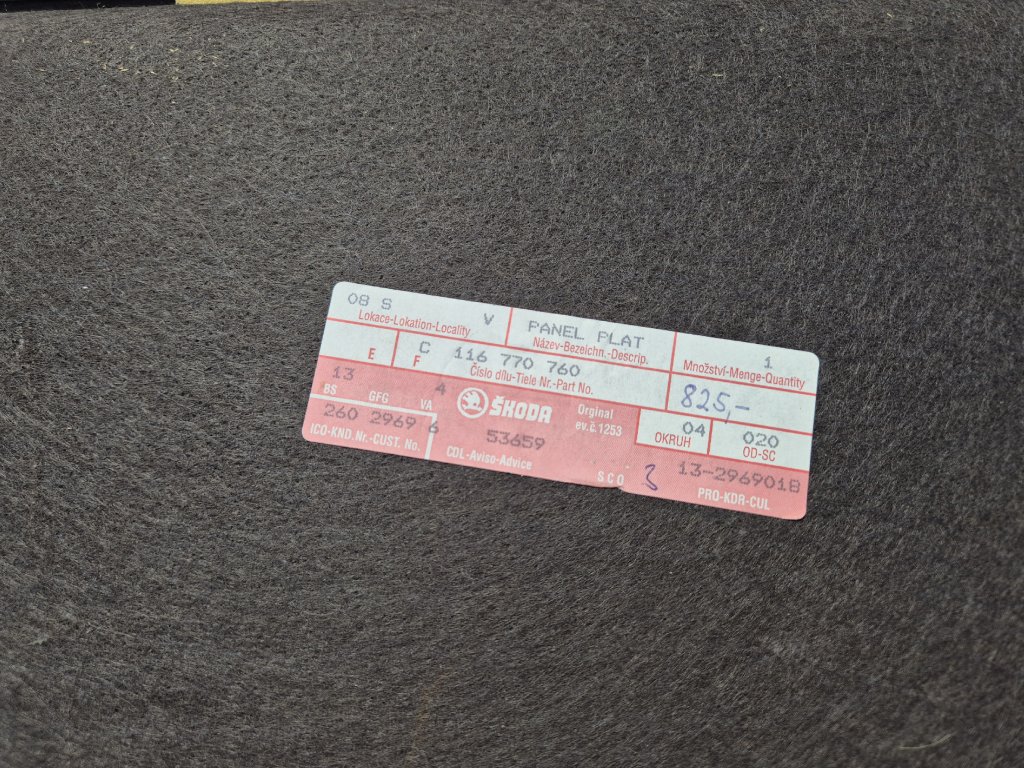 08 S V
Lokace-Lokation-Locality
PANEL PLAT
Název-Bezeichn.-Descrip.
1
Množství-Menge-Quantity
E
C
F
116 770 760
Číslo dílu-Tiele Nr.-Part No.
825,-
13 4
BS GFG VA
ŠKODA
Orginal
ev.č.1253
04
OKRUH
020
OD-SC
260 2969 6
ICO-KND.Nr.-CUST. No.
53659
CDL-Aviso-Advice
S C O 3
13-2969018
PRO-KDR-CUL